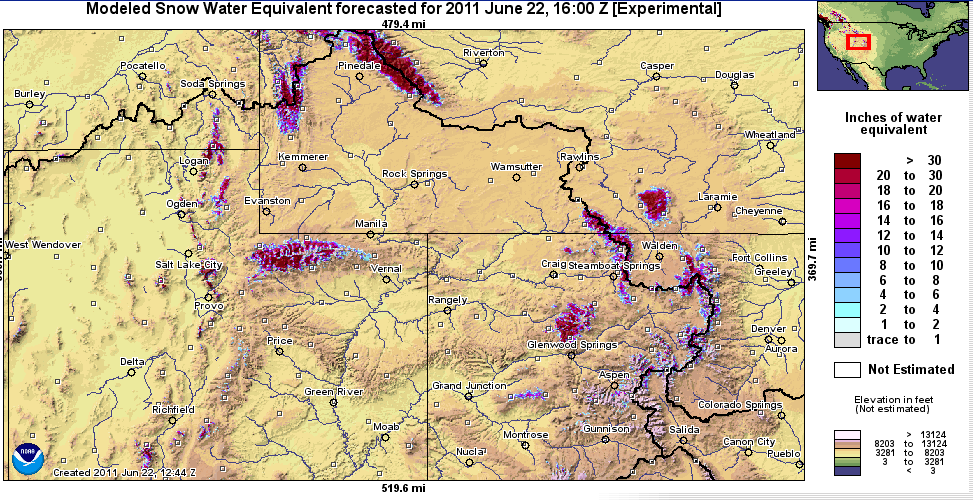 Modeled Snow Water Equivalent forecasted for 2011 June 22, 16:00 Z [Experimental]
479.4 mi
Riverton
Pocatello
Pinedale
Casper
Douglas
Soda Springs
Burley
Wheatland
Logan
Kemmerer
Rawlins
Wamsutter
Rock Springs
Ogden
Evanston
Laramie
Cheyenne
Manila
West Wendover
Walden
Salt Lake City
Vernal
Craig
Steamboat Springs
Fort Collins
Greeley
369.7 mi
Provo
Rangely
Price
Glenwood Springs
Denver
Aurora
Delta
Green River
Grand Junction
Aspen
Colorado Springs
Richfield
Moab
Montrose
Gunnison
Salida
Canon City
Nucla
Pueblo
NOAA
Created 2011 Jun 22, 12:44 Z
519.6 mi
Inches of water
equivalent
> 30
20 to 30
18 to 20
16 to 18
14 to 16
12 to 14
10 to 12
8 to 10
6 to 8
4 to 6
2 to 4
1 to 2
trace to 1
Not Estimated
Elevation in feet
(Not estimated)
> 13124
8203 to 13124
3281 to 8203
3 to 3281
< 3